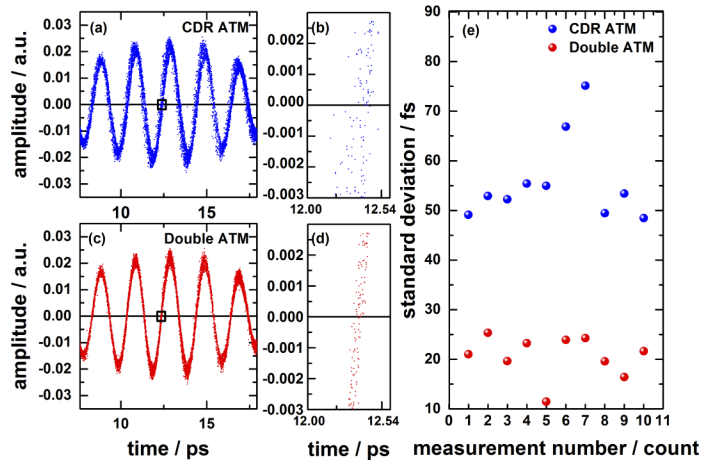 (a) CDR ATM
amplitude / a.u.
0.03
0.02
0.01
0.00
-0.01
-0.02
-0.03
10 15
(b)
0.002
0.001
0.000
-0.001
-0.002
-0.003
12.00 12.54
(c) Double ATM
amplitude / a.u.
0.03
0.02
0.01
0.00
-0.01
-0.02
-0.03
10 15
time / ps
(d)
0.002
0.001
0.000
-0.001
-0.002
-0.003
12.00 12.54
time / ps
(e)
CDR ATM
Double ATM
standard deviation / fs
90
80
70
60
50
40
30
20
10
0 1 2 3 4 5 6 7 8 9 10 11
measurement number / count